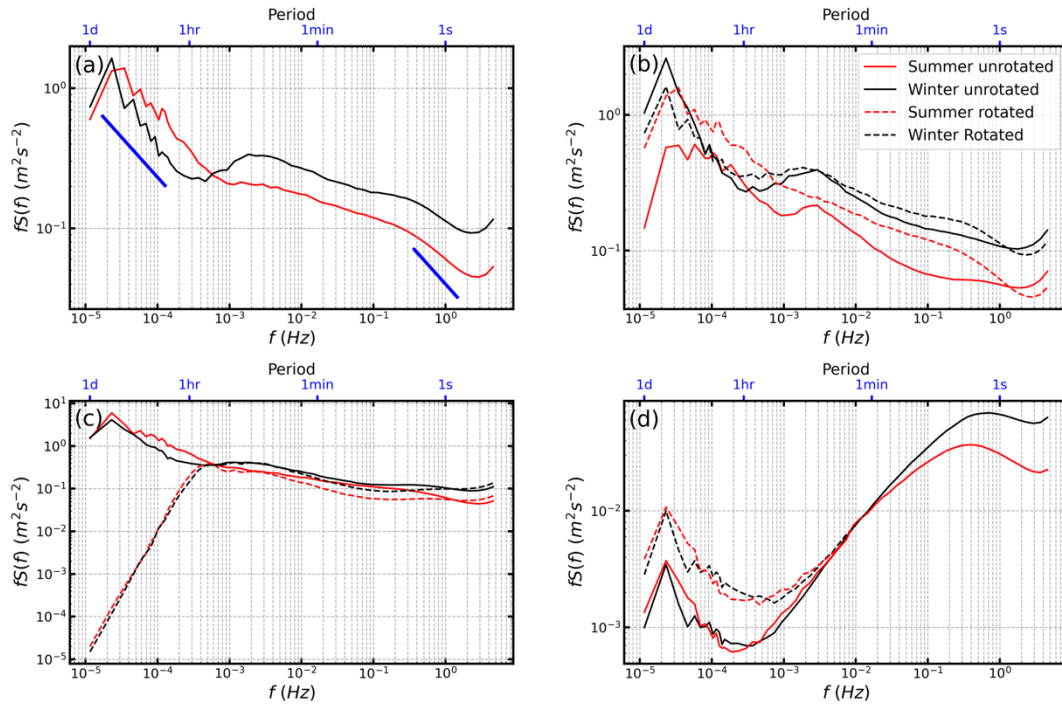 Period
1d 1hr 1min 1s
(a)
10⁰
10⁻¹
fS(f) (m²s⁻²)
10⁻⁵ 10⁻⁴ 10⁻³ 10⁻² 10⁻¹ 10⁰
f (Hz)
Period
1d 1hr 1min 1s
(b)
Summer unrotated
Winter unrotated
Summer rotated
Winter Rotated
10⁰
10⁻¹
fS(f) (m²s⁻²)
10⁻⁵ 10⁻⁴ 10⁻³ 10⁻² 10⁻¹ 10⁰
f (Hz)
Period
1d 1hr 1min 1s
(c)
10¹
10⁰
10⁻¹
10⁻²
10⁻³
10⁻⁴
10⁻⁵
fS(f) (m²s⁻²)
10⁻⁵ 10⁻⁴ 10⁻³ 10⁻² 10⁻¹ 10⁰
f (Hz)
Period
1d 1hr 1min 1s
(d)
10⁻²
10⁻³
fS(f) (m²s⁻²)
10⁻⁵ 10⁻⁴ 10⁻³ 10⁻² 10⁻¹ 10⁰
f (Hz)